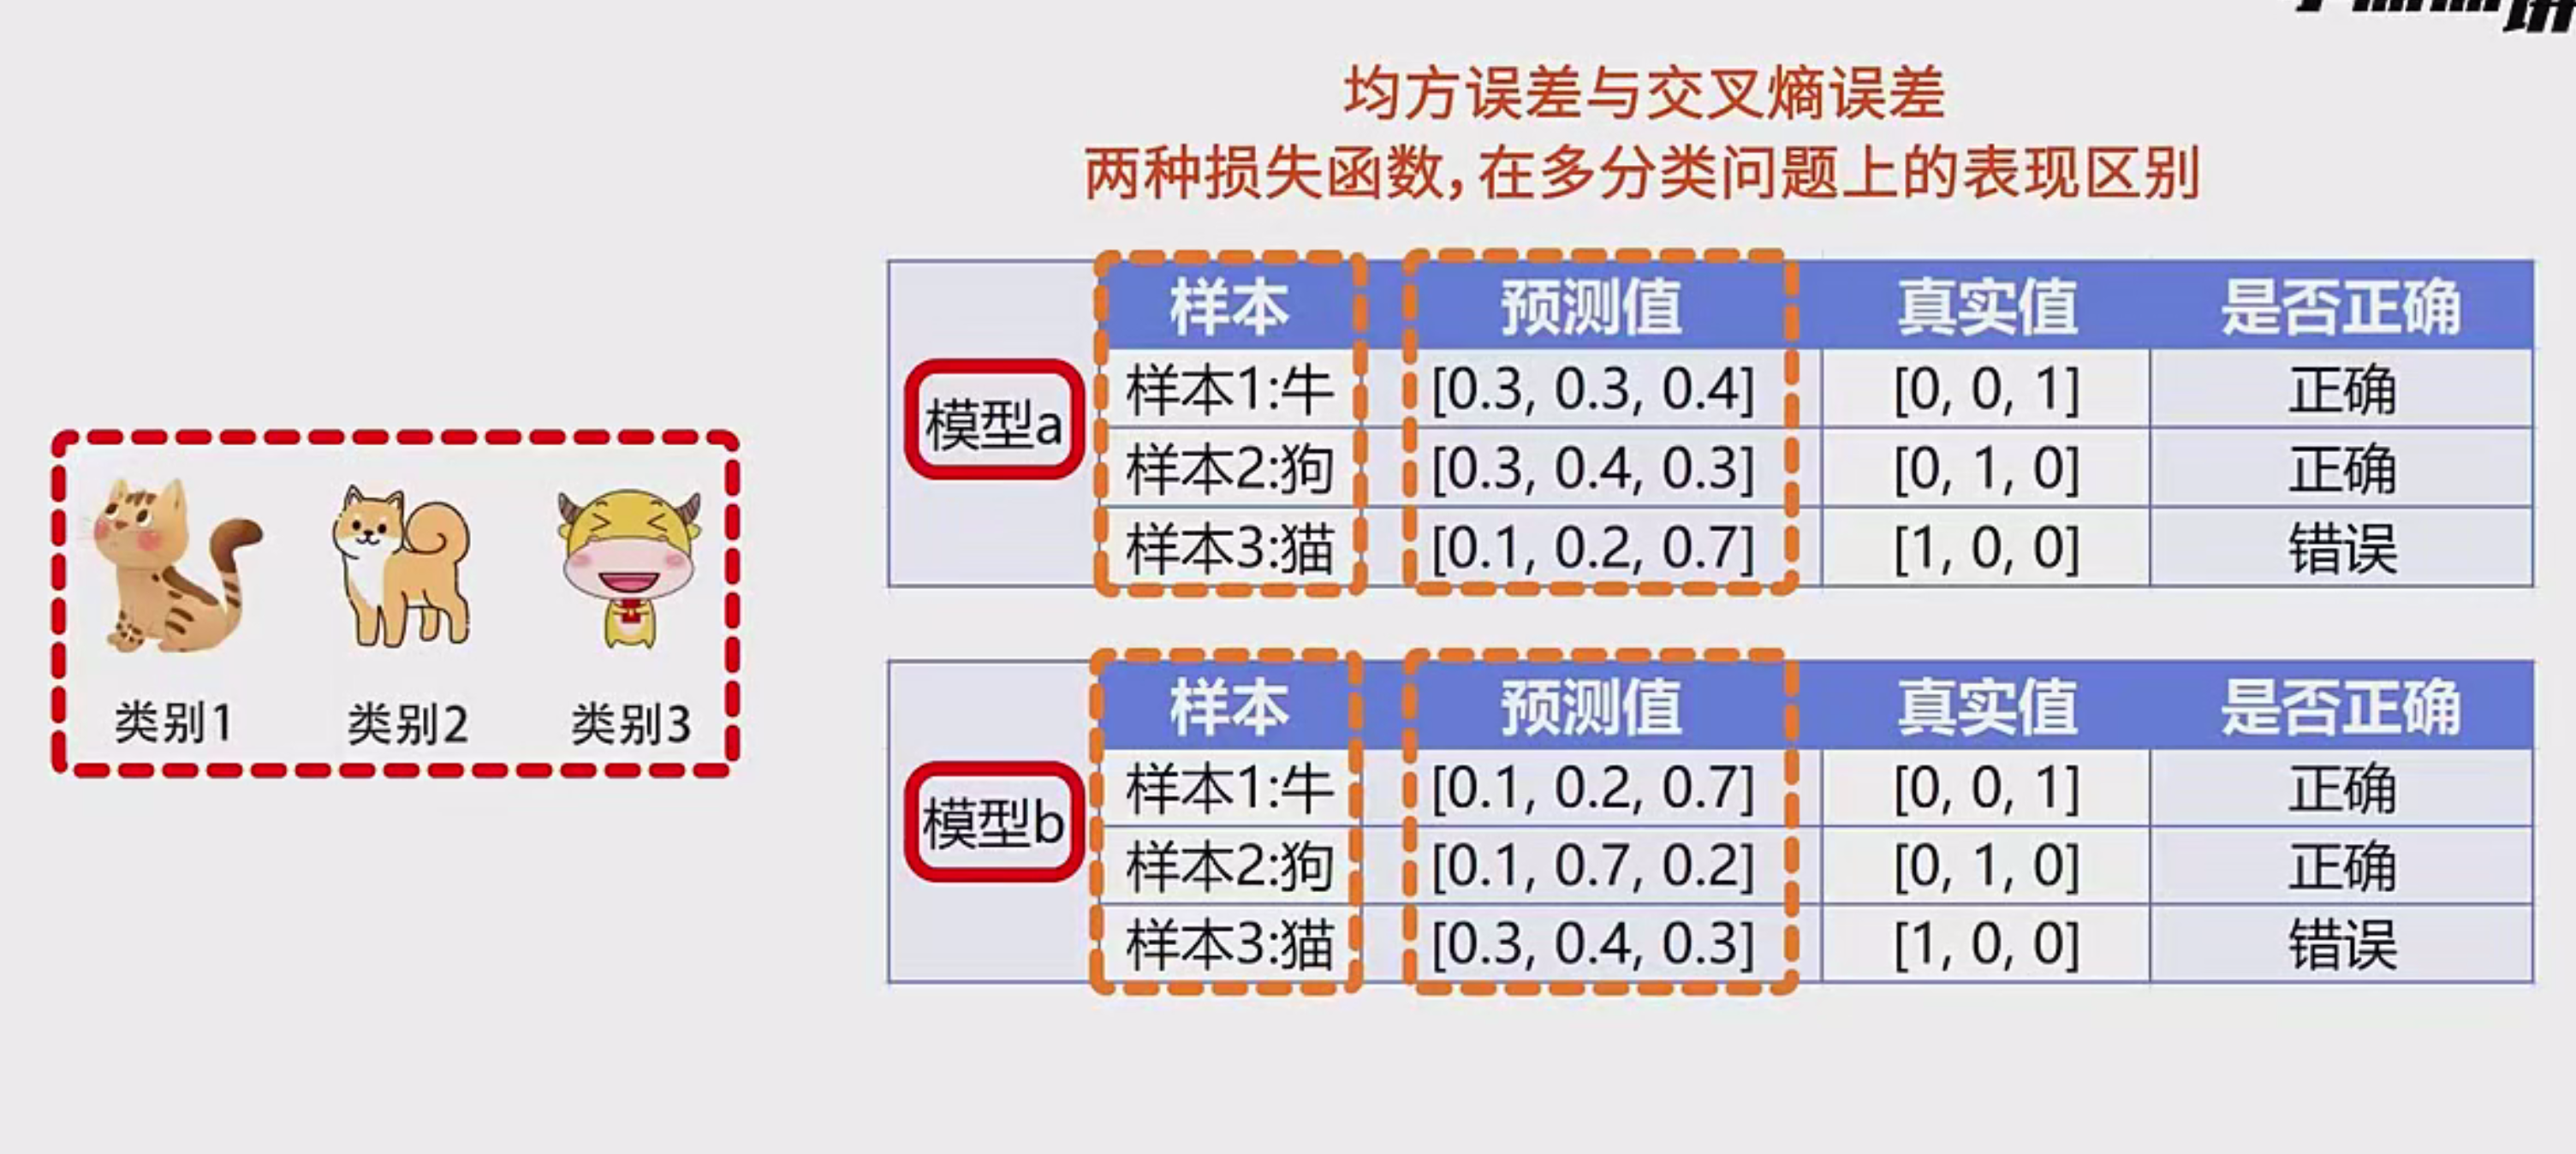 均方误差与交叉熵误差
两种损失函数,在多分类问题上的表现区别
类别1 类别2 类别3
模型a
样本 预测值 真实值 是否正确
样本1:牛 [0.3, 0.3, 0.4] [0, 0, 1] 正确
样本2:狗 [0.3, 0.4, 0.3] [0, 1, 0] 正确
样本3:猫 [0.1, 0.2, 0.7] [1, 0, 0] 错误
模型b
样本 预测值 真实值 是否正确
样本1:牛 [0.1, 0.2, 0.7] [0, 0, 1] 正确
样本2:狗 [0.1, 0.7, 0.2] [0, 1, 0] 正确
样本3:猫 [0.3, 0.4, 0.3] [1, 0, 0] 错误